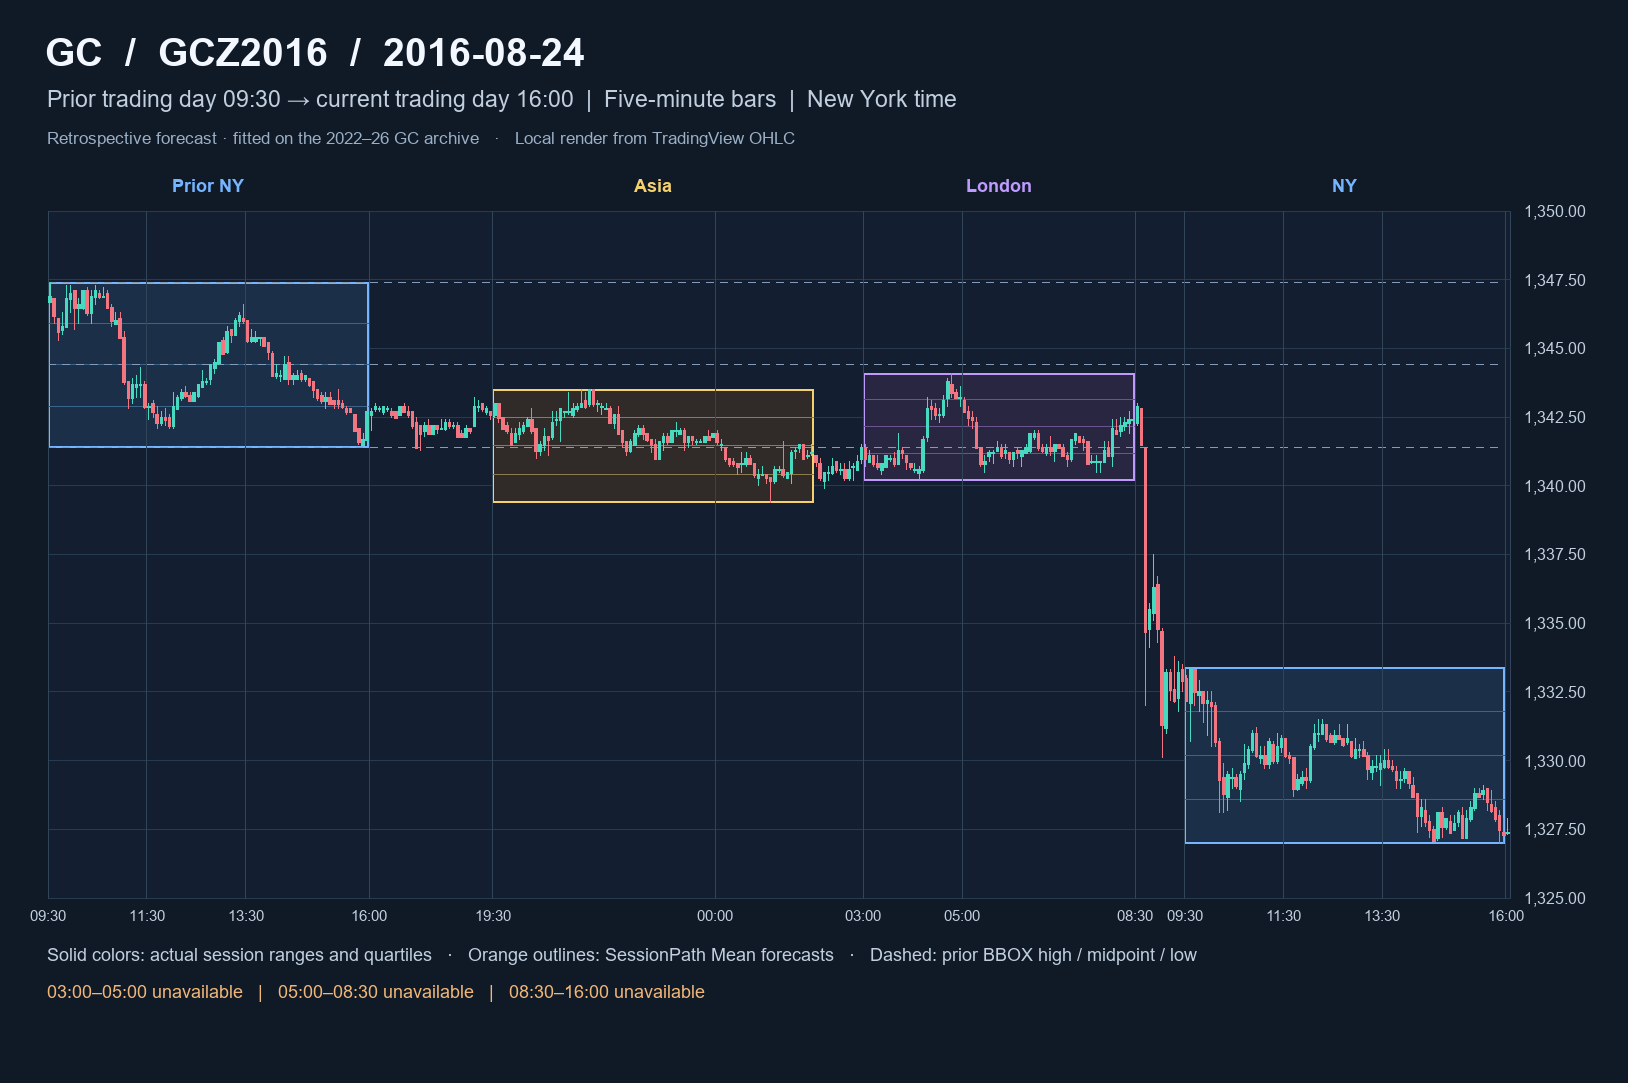 GC / GCZ2016 / 2016-08-24
Prior trading day 09:30 → current trading day 16:00 | Five-minute bars | New York time
Retrospective forecast · fitted on the 2022–26 GC archive · Local render from TradingView OHLC
Prior NY Asia London NY
1,350.00
1,347.50
1,345.00
1,342.50
1,340.00
1,337.50
1,335.00
1,332.50
1,330.00
1,327.50
1,325.00
09:30 11:30 13:30 16:00 19:30 00:00 03:00 05:00 08:30 09:30 11:30 13:30 16:00
Solid colors: actual session ranges and quartiles · Orange outlines: SessionPath Mean forecasts · Dashed: prior BBOX high / midpoint / low
03:00–05:00 unavailable | 05:00–08:30 unavailable | 08:30–16:00 unavailable